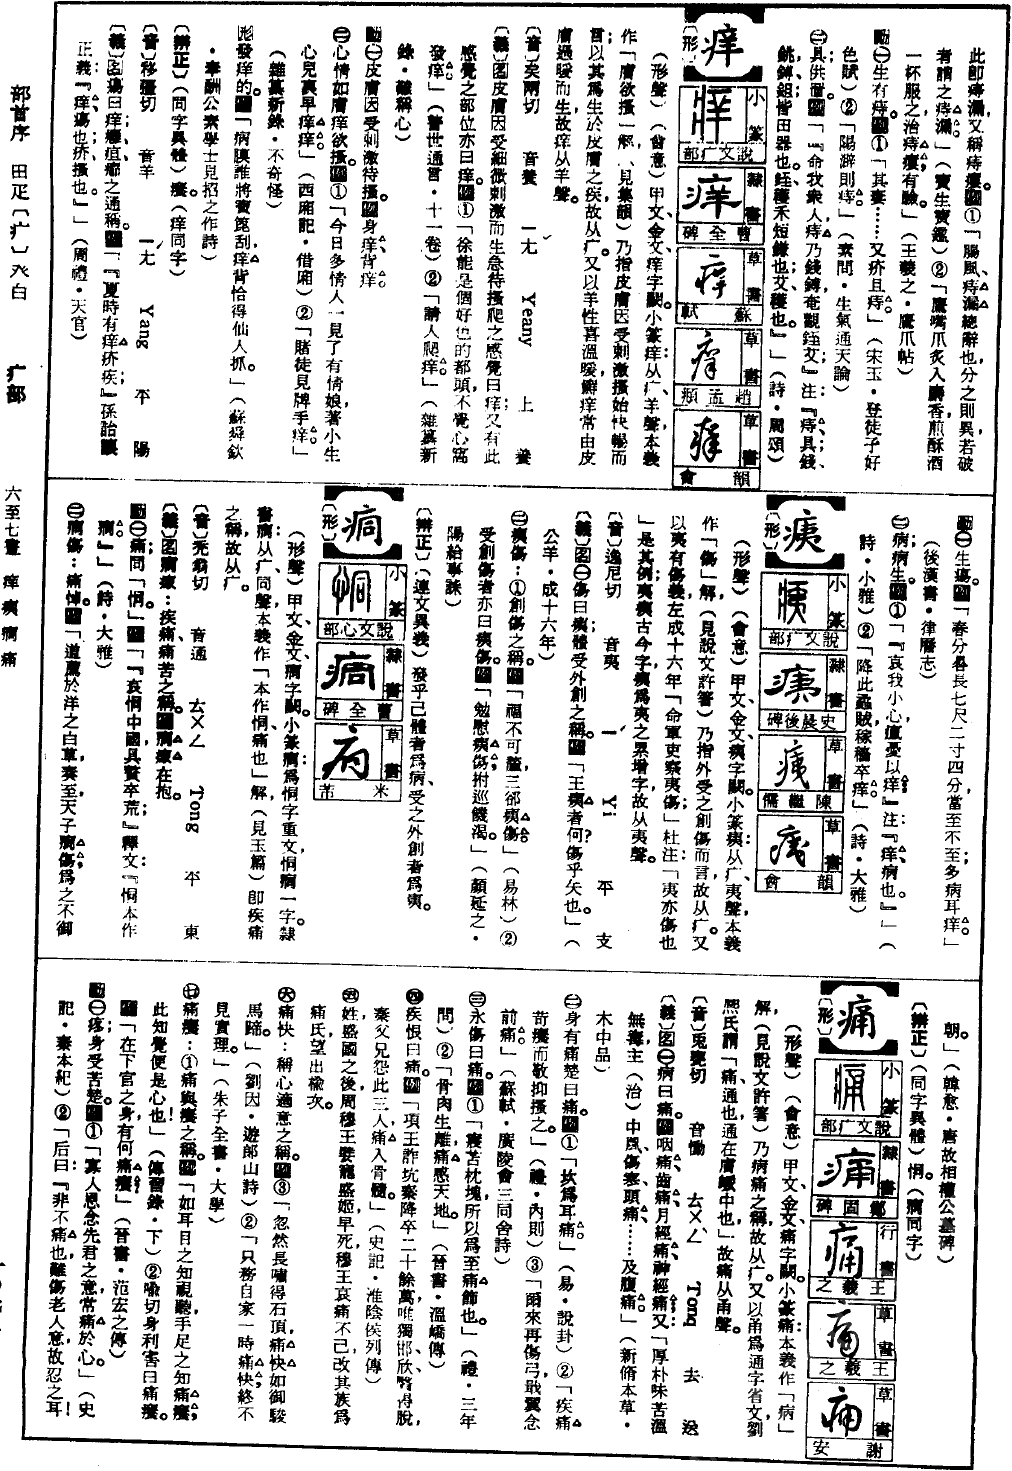 此卽痔漏又稱痔瘻。①「腸風痔漏總辭也分之則異若破
者謂之痔漏」（寶生寶鑑）②「鷹嘴爪炙入麝香煎酥酒
一杯服之治痔瘻有驗」（王羲之・鷹爪帖）
㊀生有痔。①「其妻……又疥且痔」（宋玉・登徒子好
色賦）②「陽辟則痔」（素問・生氣通天論）
㊁具供備。「『命我衆人痔乃錢鎛奄觀銍艾』注：『痔具錢
銚鎛鉏皆田器也銍穫禾短鎌也艾穫也。』」（詩・周頌）
痒
〔形〕
小篆 說文疒部
隸書 曹全碑
草書 蘇軾
草書 趙孟頫
草書 韻會
（形聲）（會意）甲文金文痒字闕。小篆痒：从疒羊聲本義
作「膚欲搔」解（見集韻）乃指皮膚因受刺激搔始快暢而
言以其爲生於皮膚之疾故从疒。又以羊性喜溫暖癬痒常由皮
膚過暖而生故痒从羊聲。
〔音〕矣兩切 音養 一ㄤ Yeany 上 養
〔義〕名皮膚因受細微刺激而生急待搔爬之感覺曰痒；又有此
感覺之部位亦曰痒。①「徐能是個好色的都頭，不覺心窩
發痒」（警世通言・十一卷）②「請人爬痒」（雜纂新
錄・難稱心）
動㊀皮膚因受刺激待搔。身痒、背痒
㊁心情如膚痒欲搔。①「今日多情人一見了有情娘著小生
心兒裏早痒痒」（西廂記・借廂）②「賭徒見牌手痒」
（雜纂新錄・不奇怪）
形發痒的。「病膜誰將寶篦刮痒背恰得仙人抓。」（蘇舜欽
・奉酬公素學士見招之作詩）
〔辨正〕（同字異體）癢。（痒同字）
〔音〕移疆切 音羊 一ㄤ Yang 平 陽
〔義〕名瘍曰痒：癰疽癤之通稱。「『夏時有痒疥疾』孫詒讓
正義『痒瘍也疥搔也。』」（周禮・天官）
動㊀生瘍。「春分晷長七尺二寸四分當至不至多病耳痒」
（後漢書・律曆志）
㊁病；病生。①「『哀我小心癙憂以痒』注『痒病也。』」（
詩・小雅）②「降此蟊賊稼穡卒痒」（詩・大雅）
痍
〔形〕
小篆 說文疒部
隸書 史晨後碑
草書 陳繼儒
草書 韻會
（形聲）（會意）甲文金文痍字闕。小篆痍：从疒夷聲本義
作「傷」解（見說文許箸）乃指外受之創傷而言故从疒。又
以夷有傷義左成十六年「命軍吏察夷傷」杜注：「夷亦傷也
」是其例夷痍古今字痍爲夷之累增字故从夷聲。
〔音〕逸尼切 音夷 一 Yi 平 支
〔義〕名㊀傷曰痍：體受外創之稱。「王痍者何？傷乎矢也」（
公羊・成十六年）
㊁痍傷：①創傷之稱。「福不可釐三郤痍傷」（易林）②
受創傷者亦曰痍傷。「勉慰痍傷拊巡饑渴。」（顏延之・
陽給事誄）
〔辨正〕（連文異義）發乎己體者爲病，受之外創者爲痍。
痌
〔形〕
小篆 說文心部
隸書 曹全碑
草書 米芾
（形聲）甲文金文痌字闕。小篆痌爲恫字重文恫痌一字。隸
書痌从疒同聲本義作「本作恫痛也」解（見玉篇）卽疾痛
之稱，故从疒。
〔音〕禿翁切 音通 ㄊㄨㄥ Tong 平 東
〔義〕名痌瘝：疾痛痛苦之稱。痌瘝在抱。
動㊀痛；同「恫」。「『哀恫中國具贅卒荒』釋文『恫本作
痌』」（詩・大雅）
㊁痌傷：痛悼。「道薦於洋之白草，喪至天子痌傷爲之不御
朝。」（韓愈・唐故相權公墓碑）
〔辨正〕（同字異體）恫。（痌同字）
痛
〔形〕
小篆 說文疒部
隸書 鄭固碑
行書 王羲之
草書 王羲之
草書 謝安
（形聲）（會意）甲文金文痛字闕。小篆痛：本義作「病」
解（見說文許箸）乃病痛之稱故从疒。又以甬爲通字省文劉
熙氏謂「痛通也通在膚脈中也」故痛从甬聲。
〔音〕兎甕切 音慟 ㄊㄨㄥˋ Tong 去 送
〔義〕名㊀病曰痛。咽痛、齒痛、月經痛、神經痛；又「厚朴味苦溫
無毒主（治）中風傷寒頭痛……及腹痛」（新脩本草・
木中品）
㊁身有痛楚曰痛。①「坎爲耳痛。」（易・說卦）②「疾痛
苛癢而敬抑搔之」（禮・內則）③「爾來再傷弓戢翼念
前痛」（蘇軾・廣陵會三同舍詩）
㊂永傷曰痛。①「寢苫枕塊所以爲至痛飾也。」（禮・三年
問）②「骨肉生離痛感天地。」（晉書・溫嶠傳）
㊃疾恨曰痛。「項王詐坑秦降卒二十餘萬唯獨邯欣翳得脫，
秦父兄怨此三人痛入骨髓。」（史記・淮陰侯列傳）
㊄姓盛國之後周穆王嬖寵盛姬早死穆王哀痛不已改其族爲
痛氏望出楡次。
㊅痛快：稱心適意之稱。③「忽然長嘯得石頂痛快如御駿
馬蹄。」（劉因・遊郎山詩）②「只務自家一時痛快終不
見實理。」（朱子全書・大學）
㊆痛癢：①痛與癢之稱。「如耳目之知視聽手足之知痛癢，
此知覺便是心也！」（傳習錄・下）②喩切身利害曰痛癢。
「在下官之身有何痛癢！」（晉書・范宏之傳）
動㊀疼；身受苦楚。①「寡人思念先君之意常痛於心。」（史
記・秦本紀）②「后曰：『非不痛也難傷老人意故忍之耳！
部首序 田疋〔疒〕癶白 疒部 六至七畫 痒痍痌痛